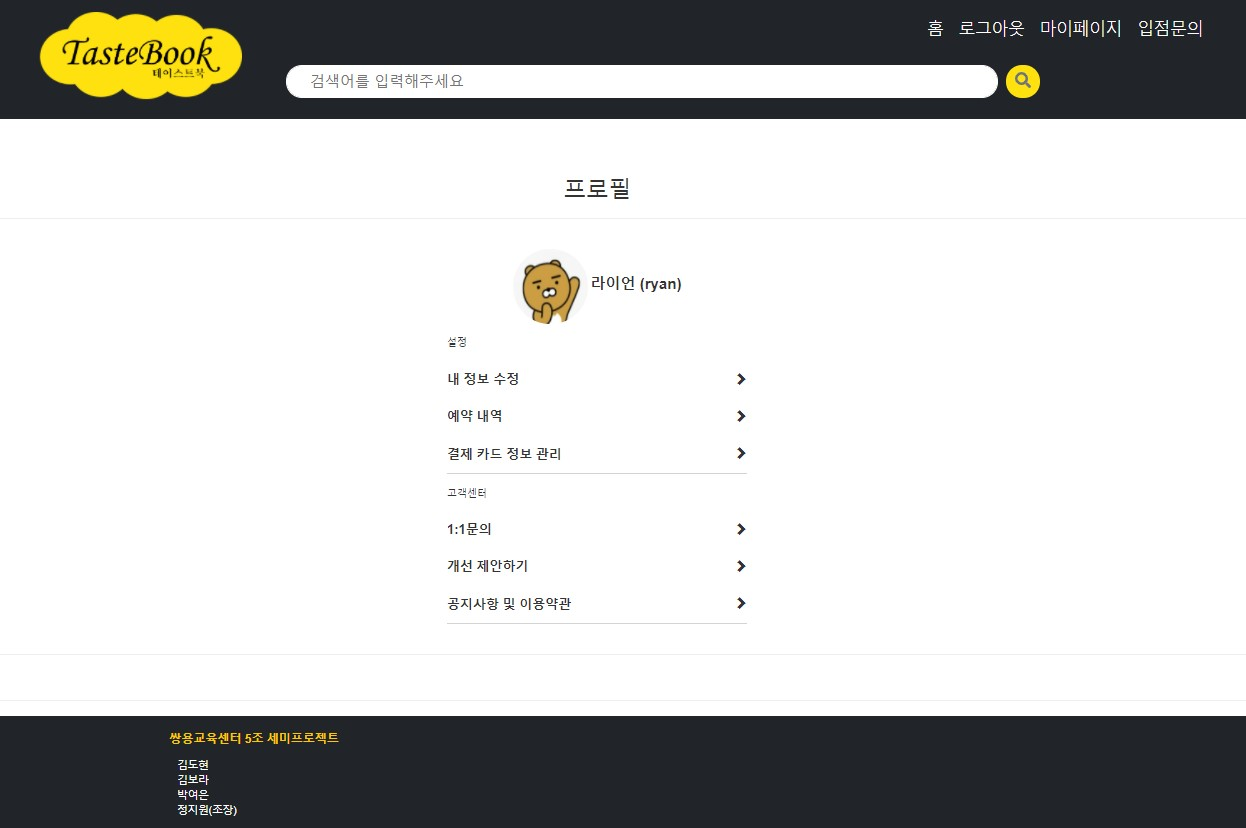 TasteBook
테이스트북
홈 로그아웃 마이페이지 입점문의
검색어를 입력해주세요
프로필
라이언 (ryan)
설정
내 정보 수정
예약 내역
결제 카드 정보 관리
고객센터
1:1문의
개선 제안하기
공지사항 및 이용약관
쌍용교육센터 5조 세미프로젝트
김도현
김보라
박여은
정지원(조장)